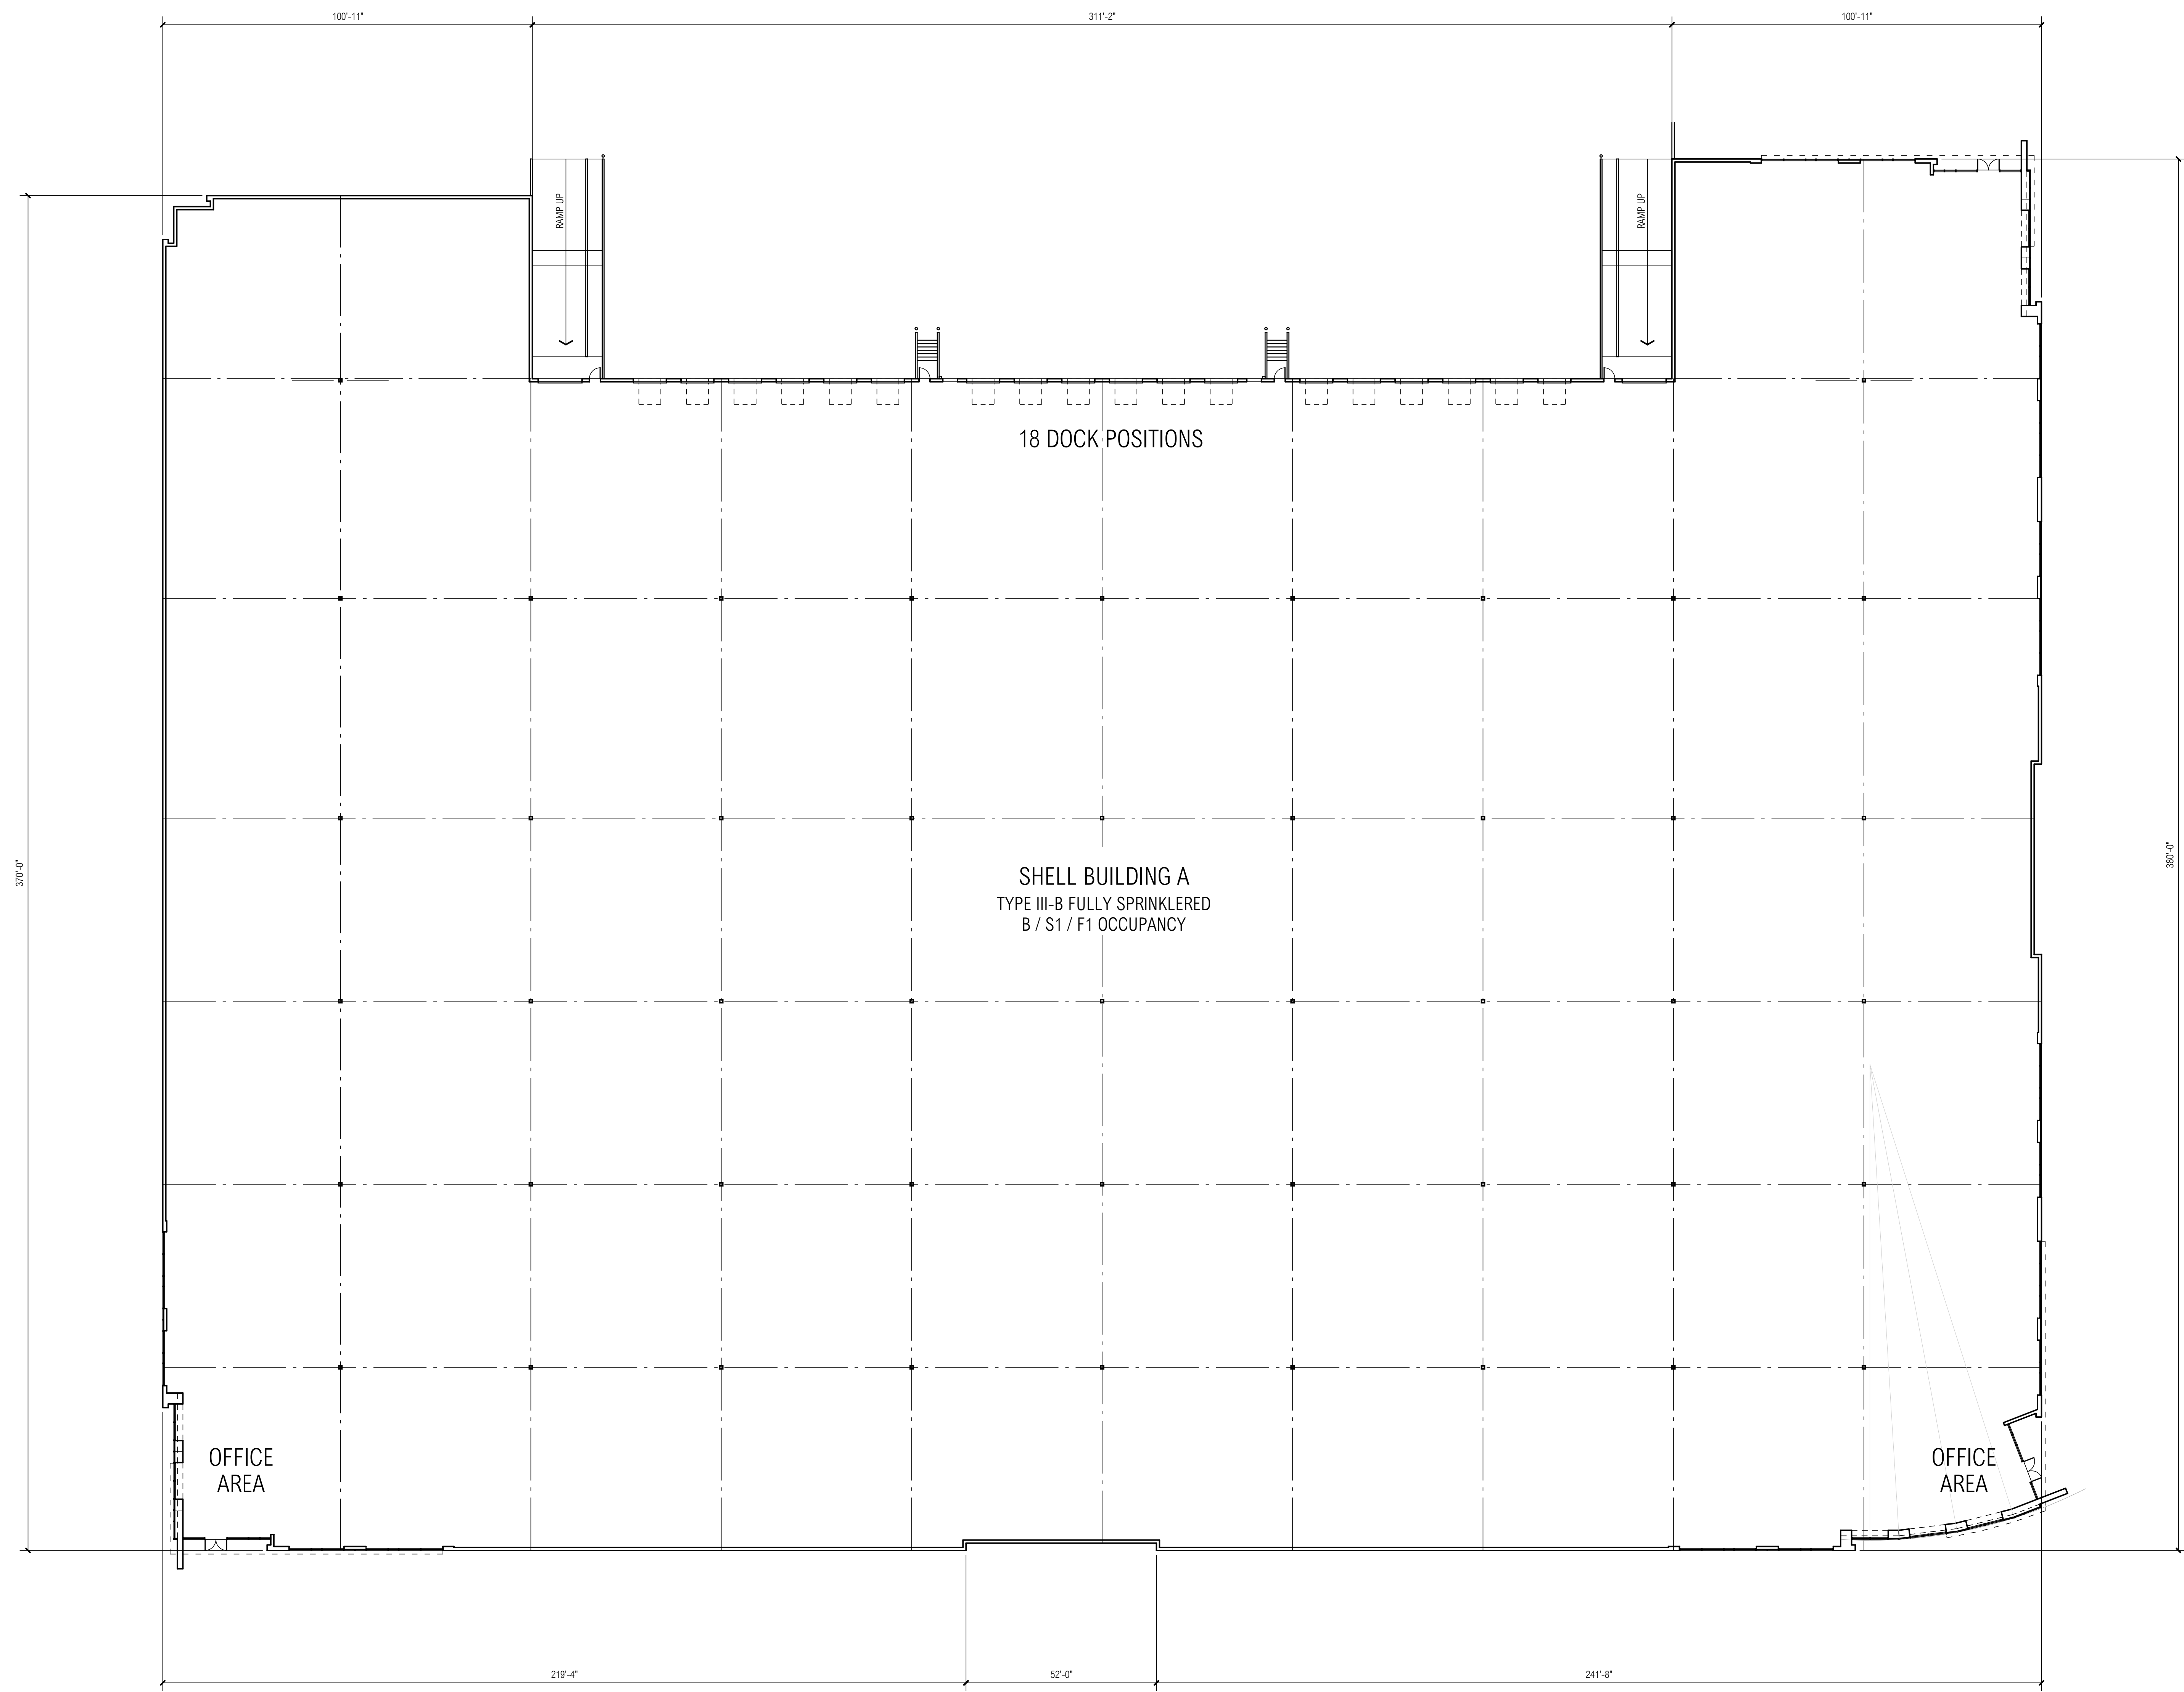 100'-11"
311'-2"
100'-11"
RAMP UP
RAMP UP
18 DOCK POSITIONS
370'-0"
380'-0"
SHELL BUILDING A
TYPE III-B FULLY SPRINKLERED
B / S1 / F1 OCCUPANCY
OFFICE
AREA
OFFICE
AREA
219'-4"
52'-0"
241'-8"